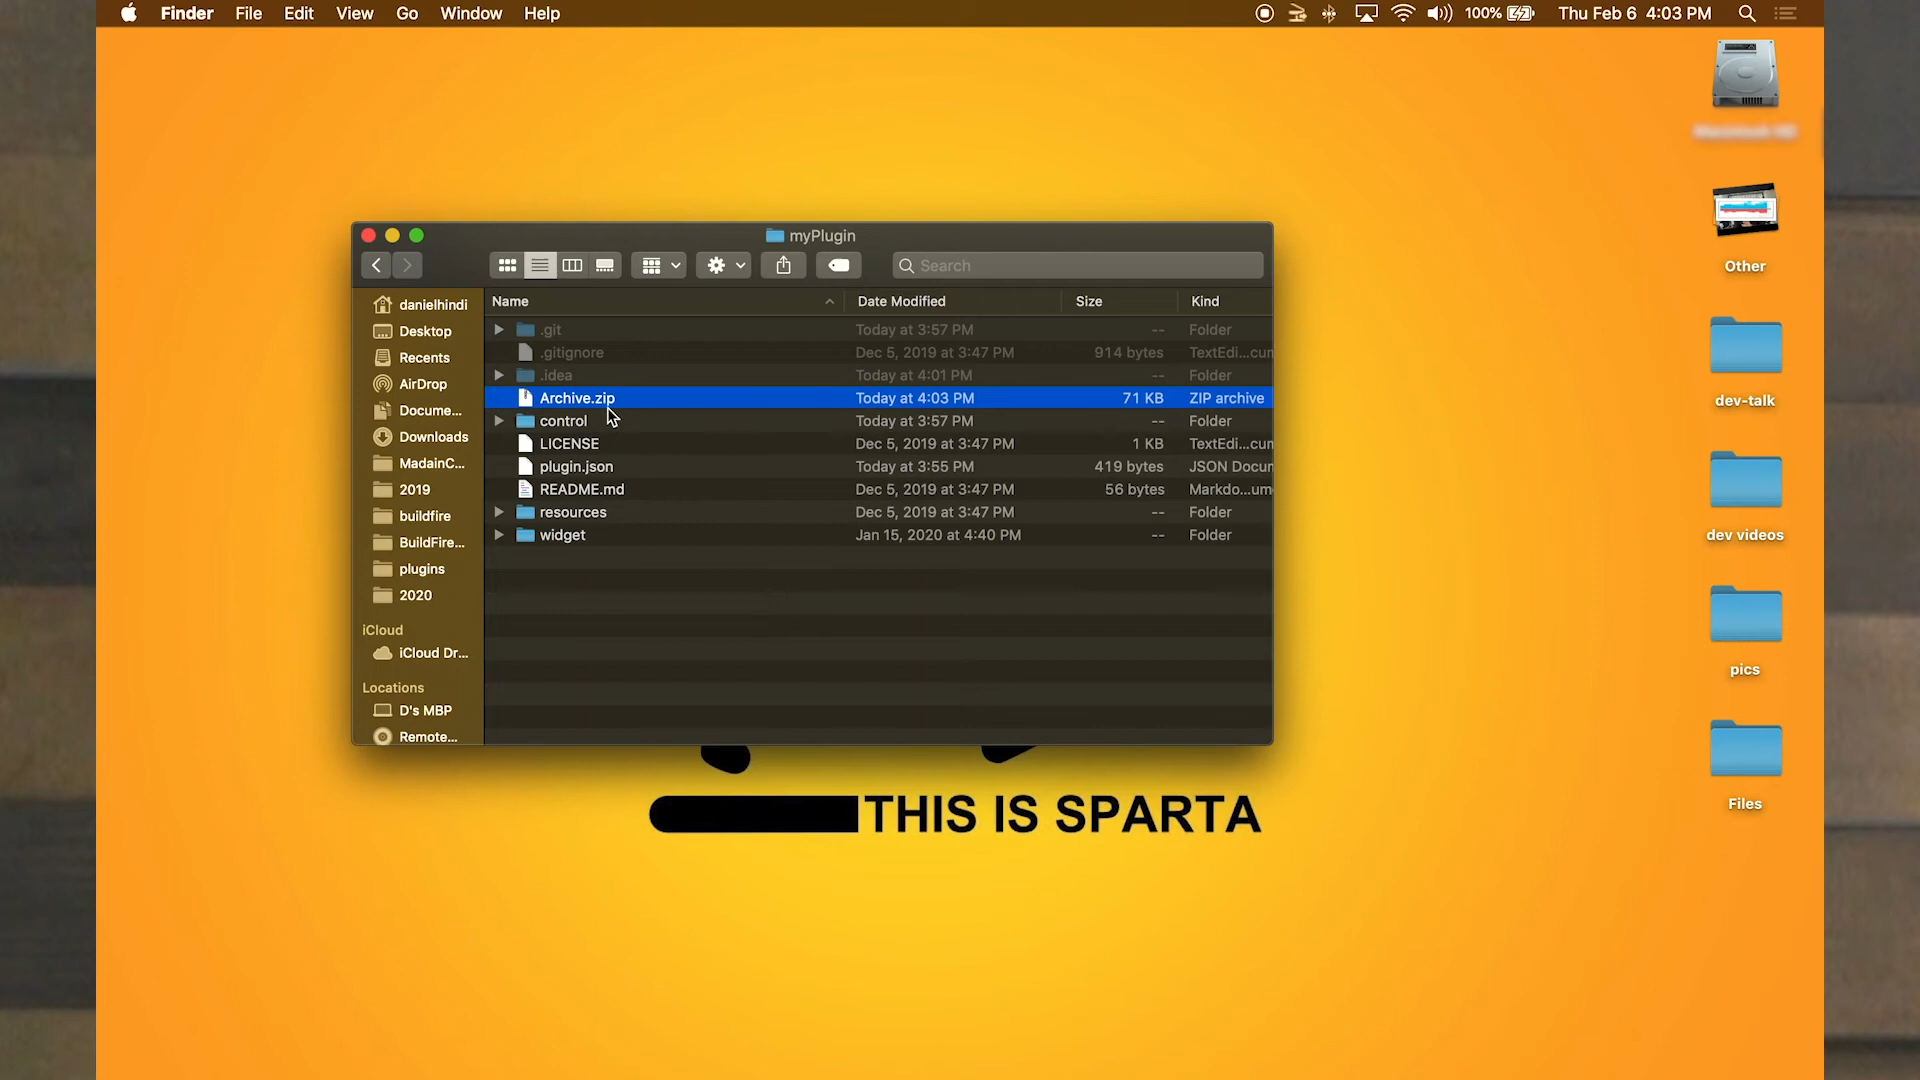 Finder File Edit View Go Window Help 100% Thu Feb 6 4:03 PM
myPlugin
Search
Name Date Modified Size Kind
.git Today at 3:57 PM -- Folder
.gitignore Dec 5, 2019 at 3:47 PM 914 bytes TextEdi...cun
.idea Today at 4:01 PM -- Folder
Archive.zip Today at 4:03 PM 71 KB ZIP archive
control Today at 3:57 PM -- Folder
LICENSE Dec 5, 2019 at 3:47 PM 1 KB TextEdi...cun
plugin.json Today at 3:55 PM 419 bytes JSON Docum
README.md Dec 5, 2019 at 3:47 PM 56 bytes Markdo...um
resources Dec 5, 2019 at 3:47 PM -- Folder
widget Jan 15, 2020 at 4:40 PM -- Folder
danielhindi
Desktop
Recents
AirDrop
Docume...
Downloads
MadainC...
2019
buildfire
BuildFire...
plugins
2020
iCloud
iCloud Dr...
Locations
D's MBP
Remote...
THIS IS SPARTA
Other
dev-talk
dev videos
pics
Files